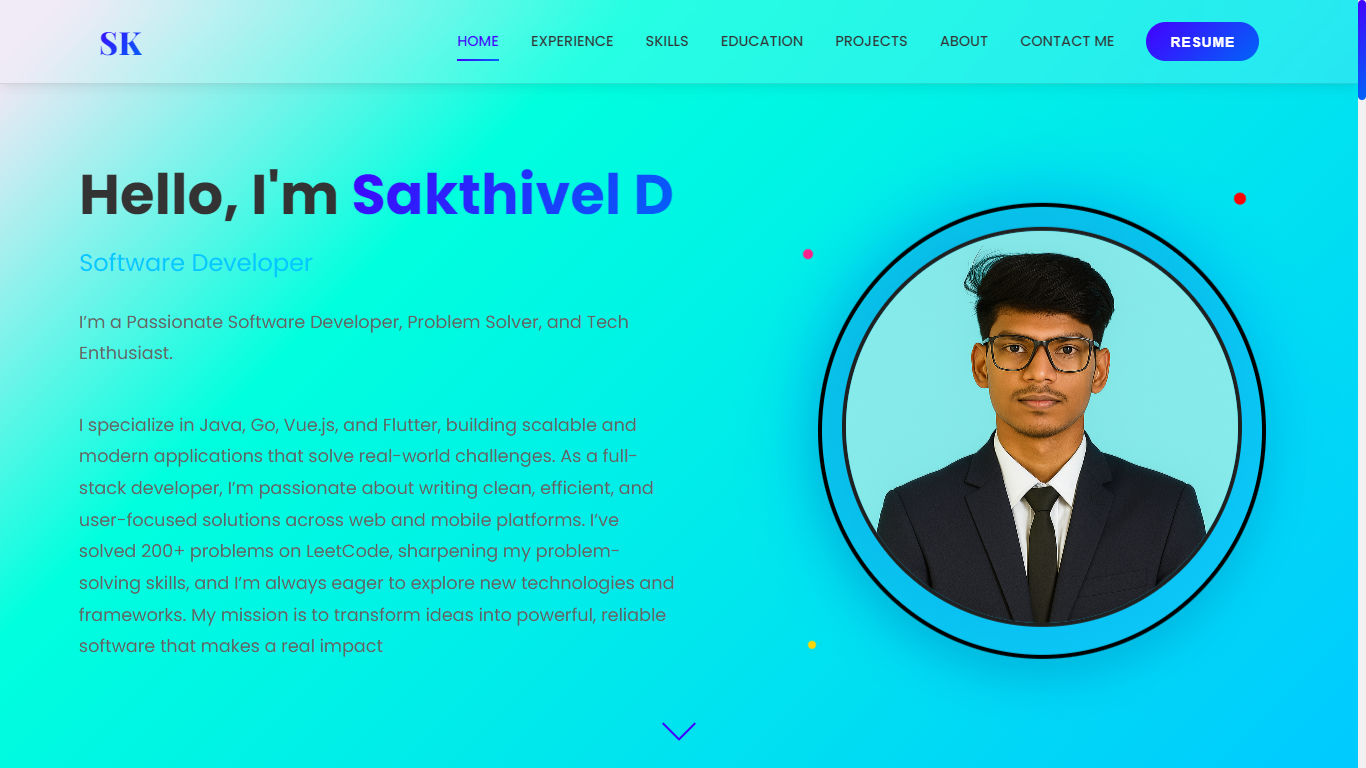 SK
HOME EXPERIENCE SKILLS EDUCATION PROJECTS ABOUT CONTACT ME RESUME
Hello, I'm Sakthivel D
Software Developer
I’m a Passionate Software Developer, Problem Solver, and Tech
Enthusiast.
I specialize in Java, Go, Vue.js, and Flutter, building scalable and
modern applications that solve real-world challenges. As a full-
stack developer, I’m passionate about writing clean, efficient, and
user-focused solutions across web and mobile platforms. I’ve
solved 200+ problems on LeetCode, sharpening my problem-
solving skills, and I’m always eager to explore new technologies and
frameworks. My mission is to transform ideas into powerful, reliable
software that makes a real impact